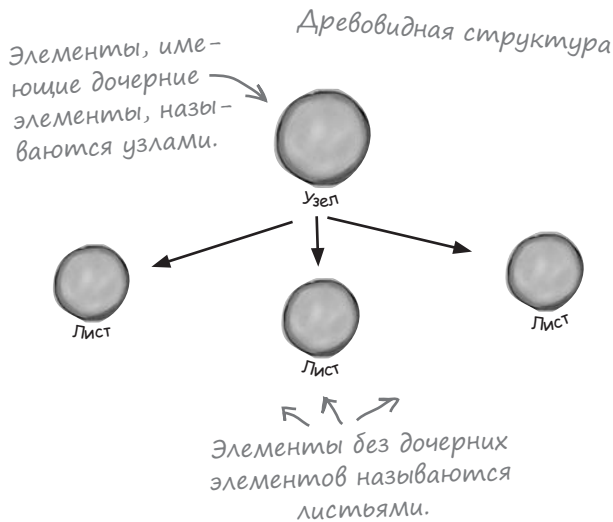 Древовидная структура
Элементы, име-
ющие дочерние
элементы, назы-
ваются узлами.
Узел
Лист
Лист
Лист
Элементы без дочерних
элементов называются
листьями.